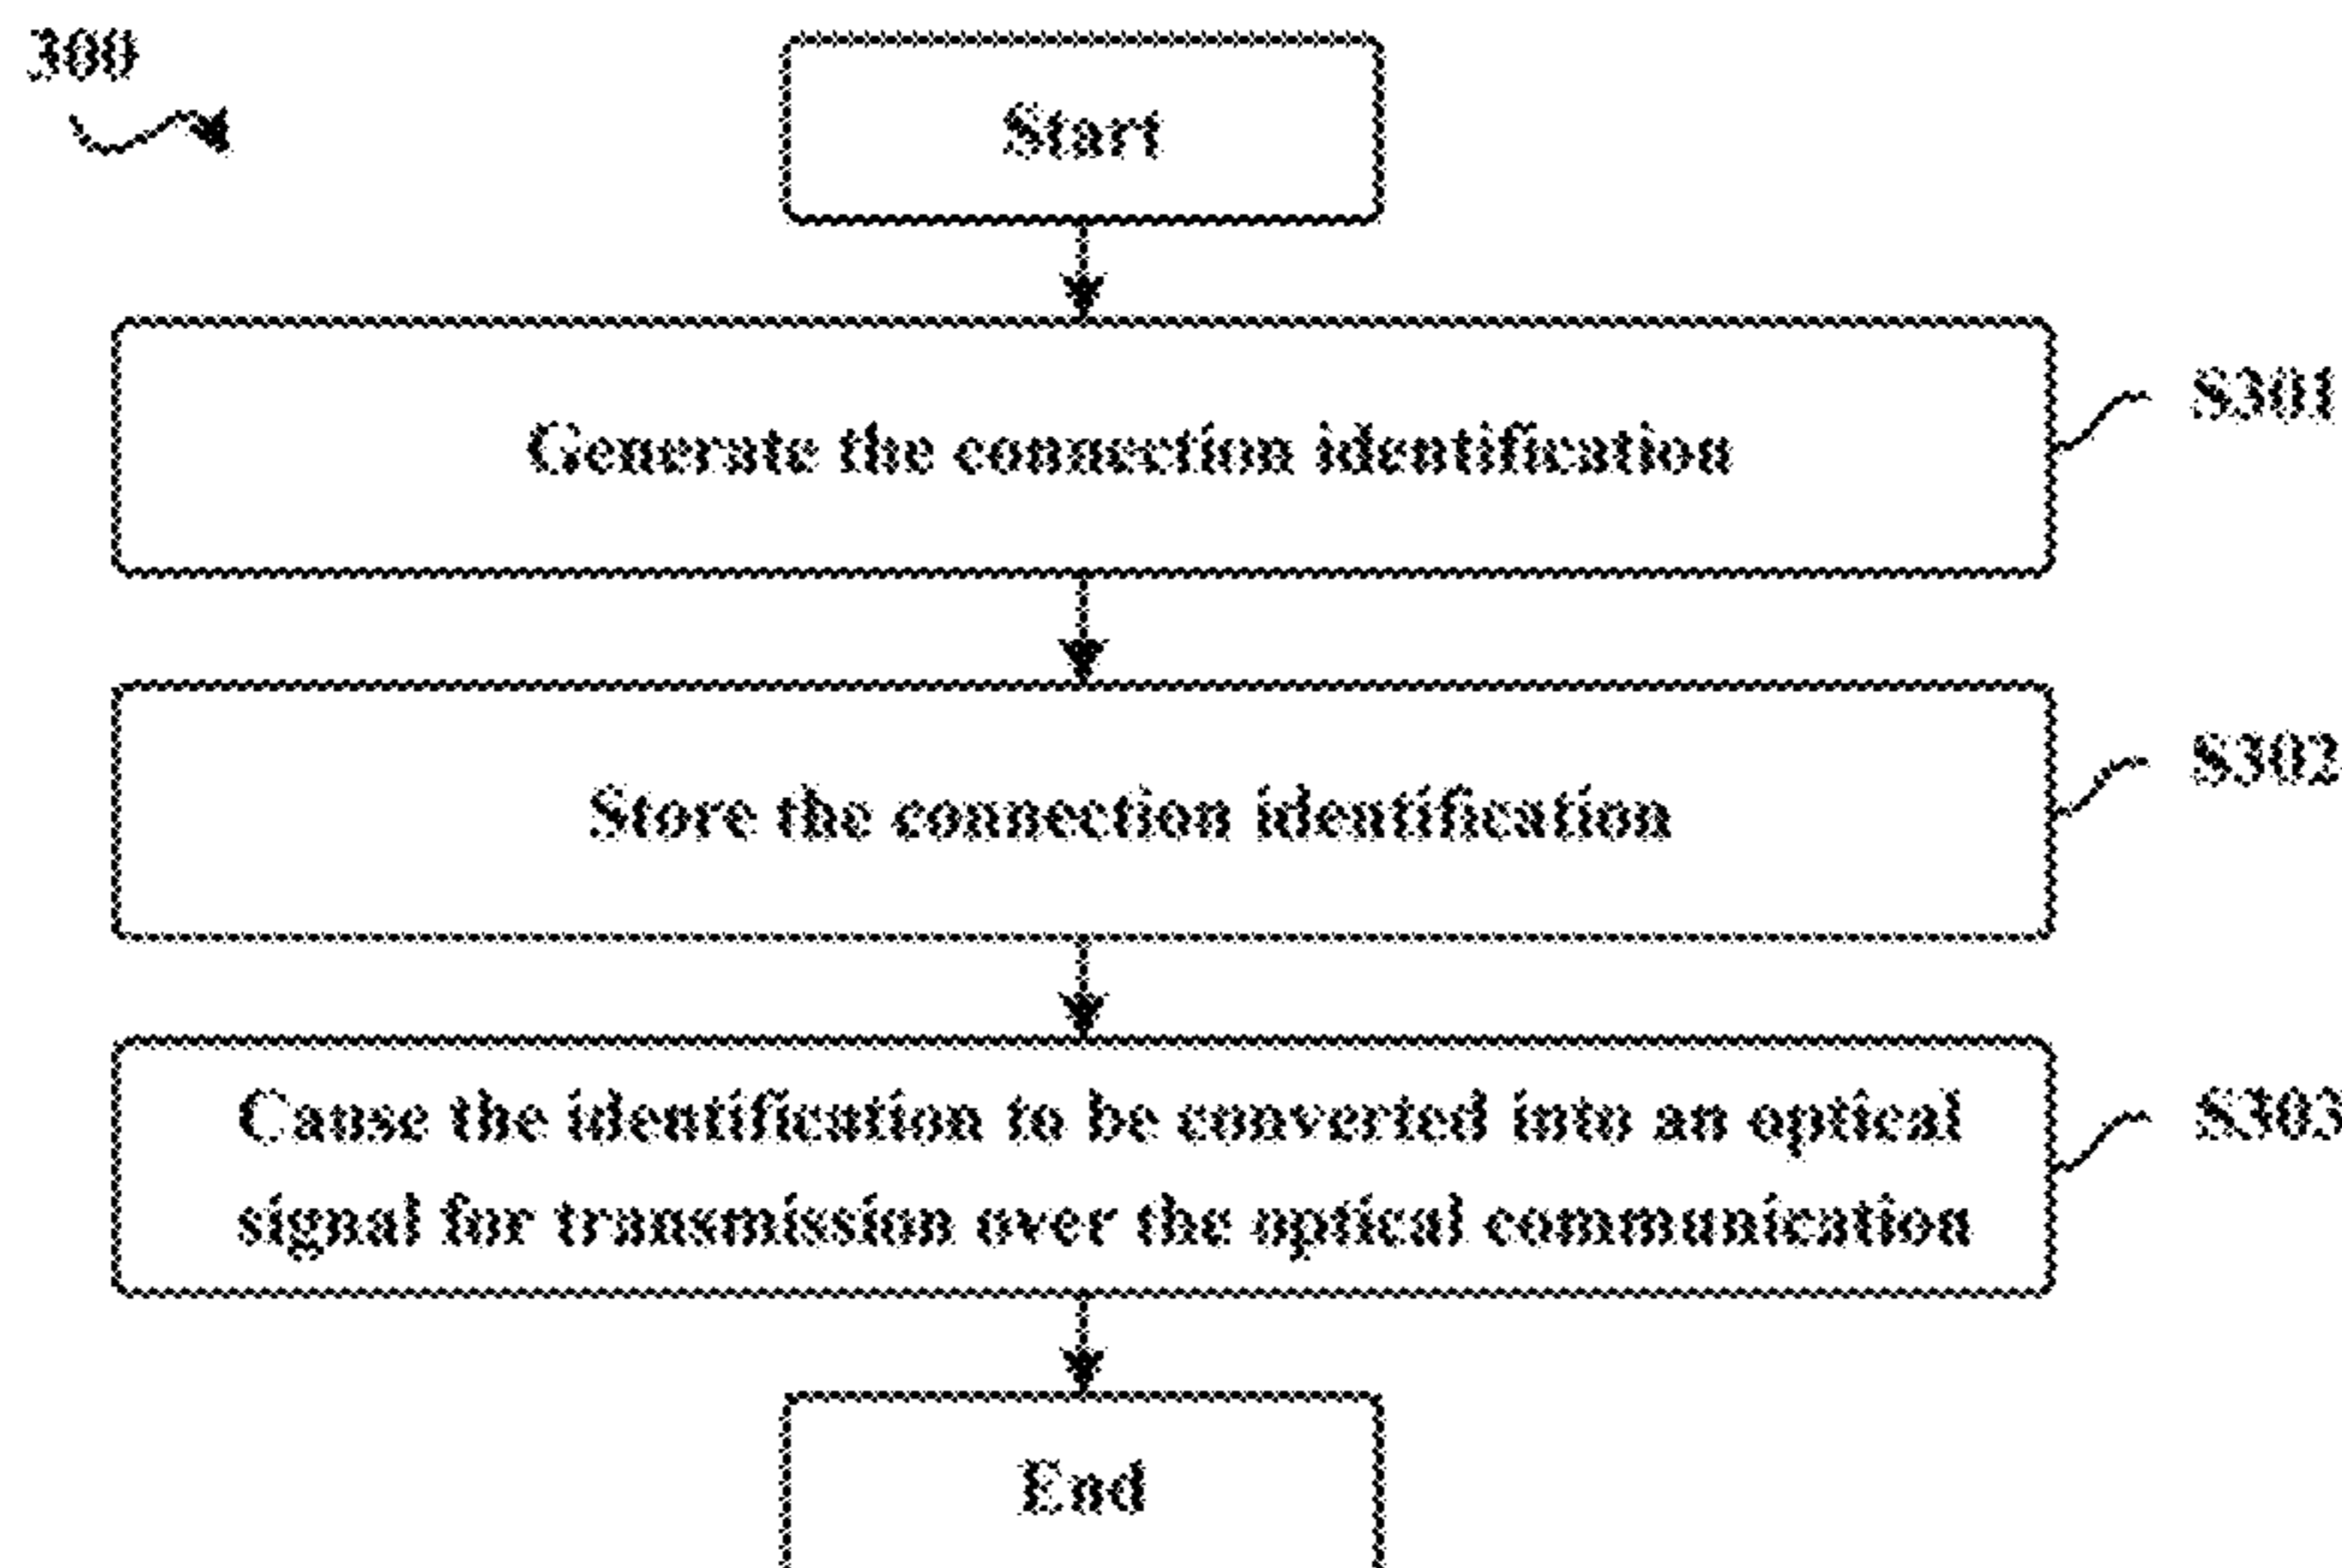 300
Start
Generate the connection identification
S301
Store the connection identification
S302
Cause the identification to be converted into an optical
signal for transmission over the optical communication
S303
End